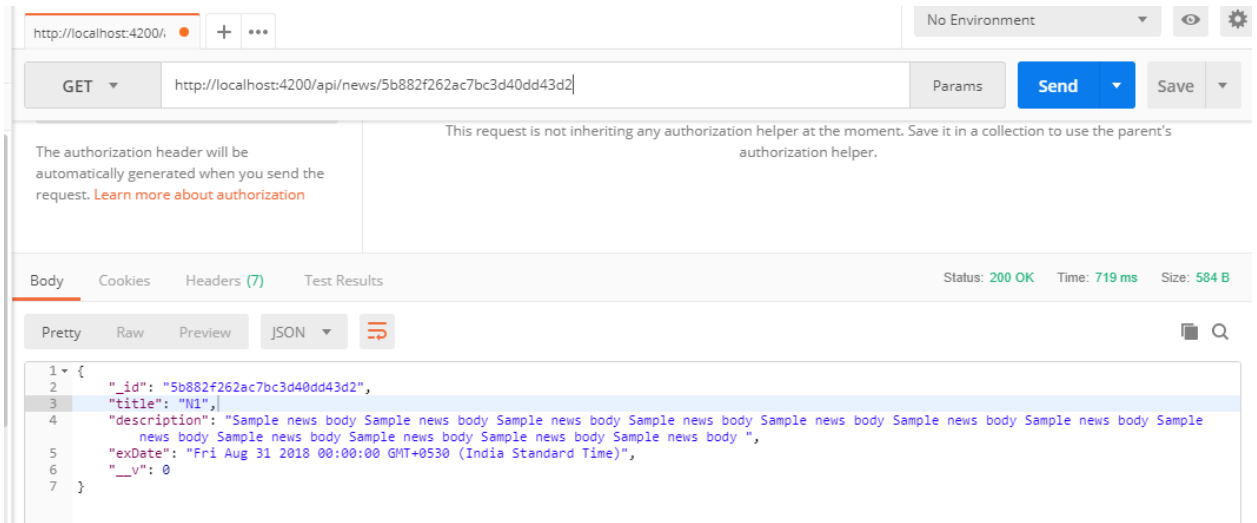 http://localhost:4200/
No Environment
GET
http://localhost:4200/api/news/5b882f262ac7bc3d40dd43d2
Params
Send
Save
The authorization header will be
automatically generated when you send the
request. Learn more about authorization
This request is not inheriting any authorization helper at the moment. Save it in a collection to use the parent's
authorization helper.
Body Cookies Headers (7) Test Results
Status: 200 OK Time: 719 ms Size: 584 B
Pretty Raw Preview JSON
1 {
2 "_id": "5b882f262ac7bc3d40dd43d2",
3 "title": "N1",
4 "description": "Sample news body Sample news body Sample news body Sample news body Sample news body Sample news body Sample news body Sample
news body Sample news body Sample news body Sample news body Sample news body ",
5 "exDate": "Fri Aug 31 2018 00:00:00 GMT+0530 (India Standard Time)",
6 "__v": 0
7 }